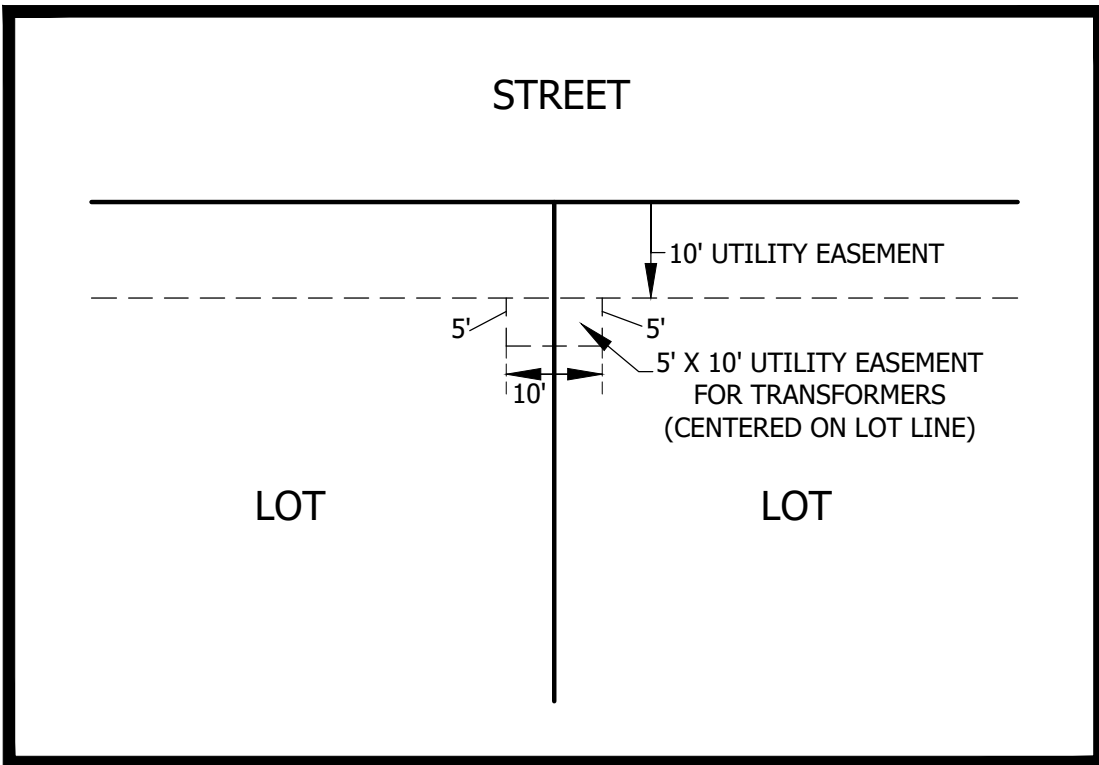 STREET
10' UTILITY EASEMENT
5'
5'
5' X 10' UTILITY EASEMENT
FOR TRANSFORMERS
(CENTERED ON LOT LINE)
10'
LOT
LOT